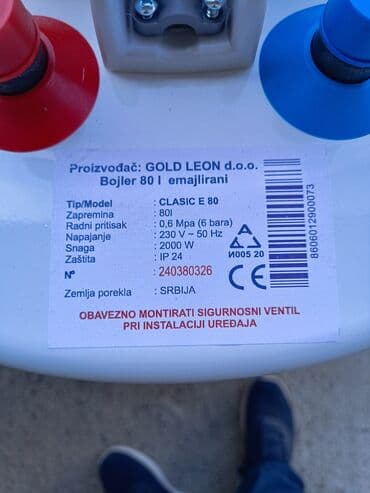 Proizvođač: GOLD LEON d.o.o.
Bojler 80 l emajlirani
Tip/Model : CLASIC E 80
Zapremina : 80l
Radni pritisak : 0,6 Mpa (6 bara)
Napajanje : 230 V ~ 50 Hz
Snaga : 2000 W
Zaštita : IP 24
Nº : 240380326
Zemlja porekla : SRBIJA
A
И005 20
CE
8606012900073
OBAVEZNO MONTIRATI SIGURNOSNI VENTIL
PRI INSTALACIJI UREĐAJA